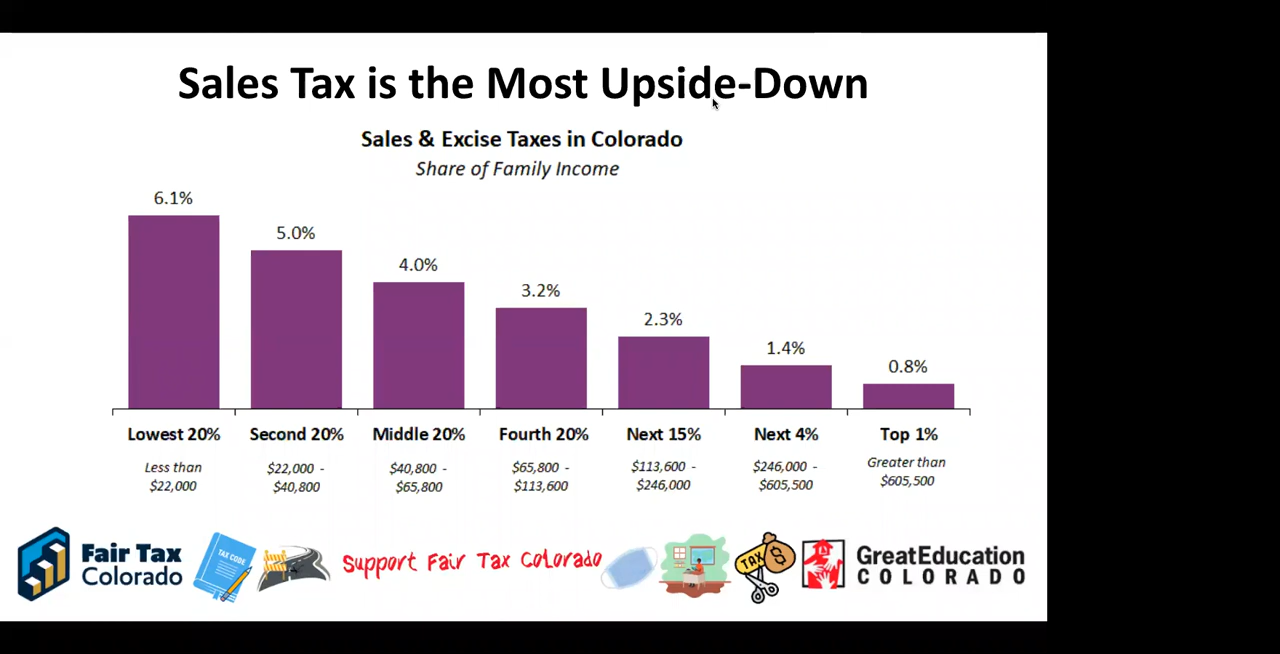 Sales Tax is the Most Upside-Down
Sales & Excise Taxes in Colorado
Share of Family Income
6.1%
5.0%
4.0%
3.2%
2.3%
1.4%
0.8%
Lowest 20%
Second 20%
Middle 20%
Fourth 20%
Next 15%
Next 4%
Top 1%
Less than
$22,000
$22,000 -
$40,800
$40,800 -
$65,800
$65,800 -
$113,600
$113,600 -
$246,000
$246,000 -
$605,500
Greater than
$605,500
Fair Tax
Colorado
TAX CODE
Support Fair Tax Colorado
TAX
$
GreatEducation
COLORADO